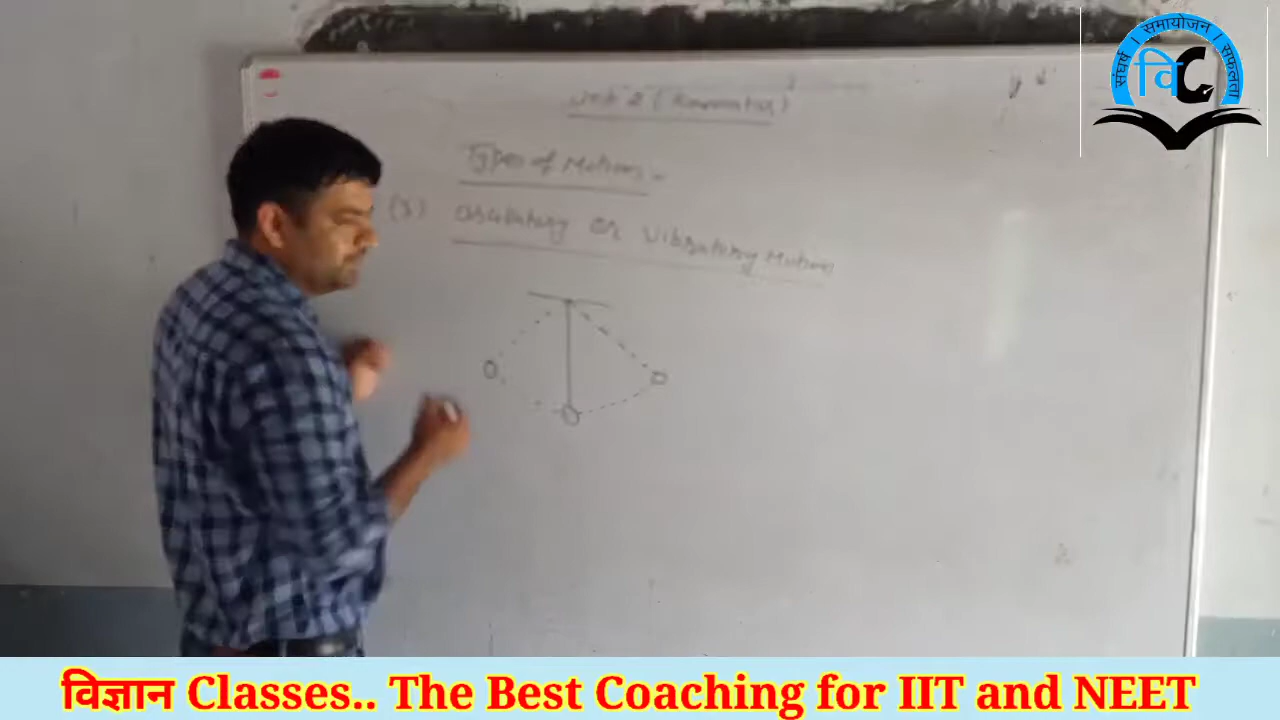 संघर्ष । समायोजन । सफलता
वि C
Unit 2 (Kinematics)
Types of Motion -
(3) Oscillatory or Vibratory Motion
विज्ञान Classes.. The Best Coaching for IIT and NEET